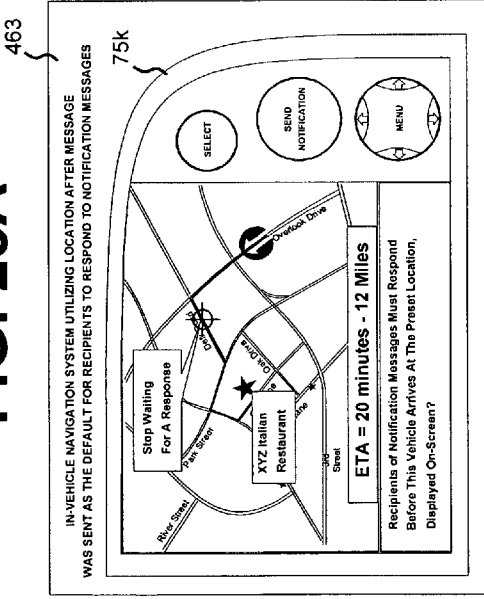 463
IN-VEHICLE NAVIGATION SYSTEM UTILIZING LOCATION AFTER MESSAGE
WAS SENT AS THE DEFAULT FOR RECIPIENTS TO RESPOND TO NOTIFICATION MESSAGES
75k
SELECT
SEND
NOTIFICATION
MENU
Stop Waiting
For A Response
Overlook Drive
Park Street
Oak Drive
River Street
XYZ Italian
Restaurant
3rd
Street
ETA = 20 minutes - 12 Miles
Recipients of Notification Messages Must Respond
Before This Vehicle Arrives At The Preset Location,
Displayed On-Screen?